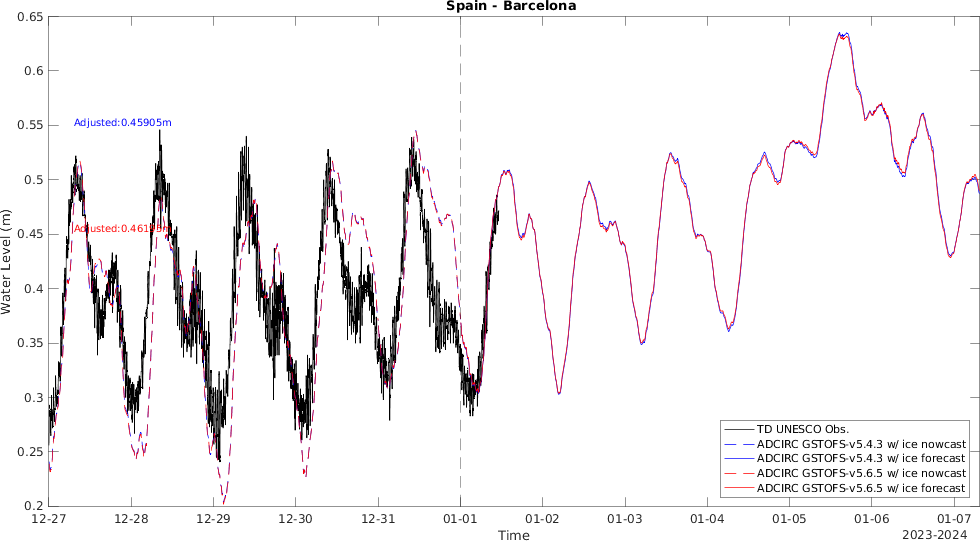 Spain - Barcelona
0.65
0.6
0.55
0.5
0.45
0.4
0.35
0.3
0.25
0.2
Water Level (m)
Adjusted:0.45905m
12-27
12-28
12-29
12-30
12-31
01-01
01-02
01-03
01-04
01-05
01-06
01-07
Time
2023-2024
TD UNESCO Obs.
ADCIRC GSTOFS-v5.4.3 w/ ice nowcast
ADCIRC GSTOFS-v5.4.3 w/ ice forecast
ADCIRC GSTOFS-v5.6.5 w/ ice nowcast
ADCIRC GSTOFS-v5.6.5 w/ ice forecast